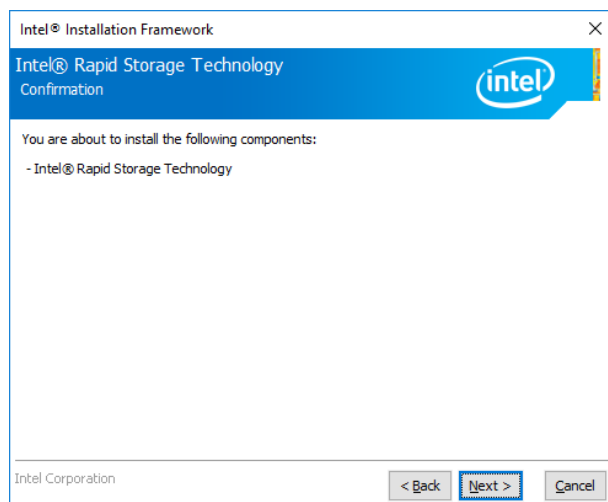 Intel® Installation Framework
Intel® Rapid Storage Technology
Confirmation
intel
You are about to install the following components:
- Intel® Rapid Storage Technology
Intel Corporation
< Back
Next >
Cancel